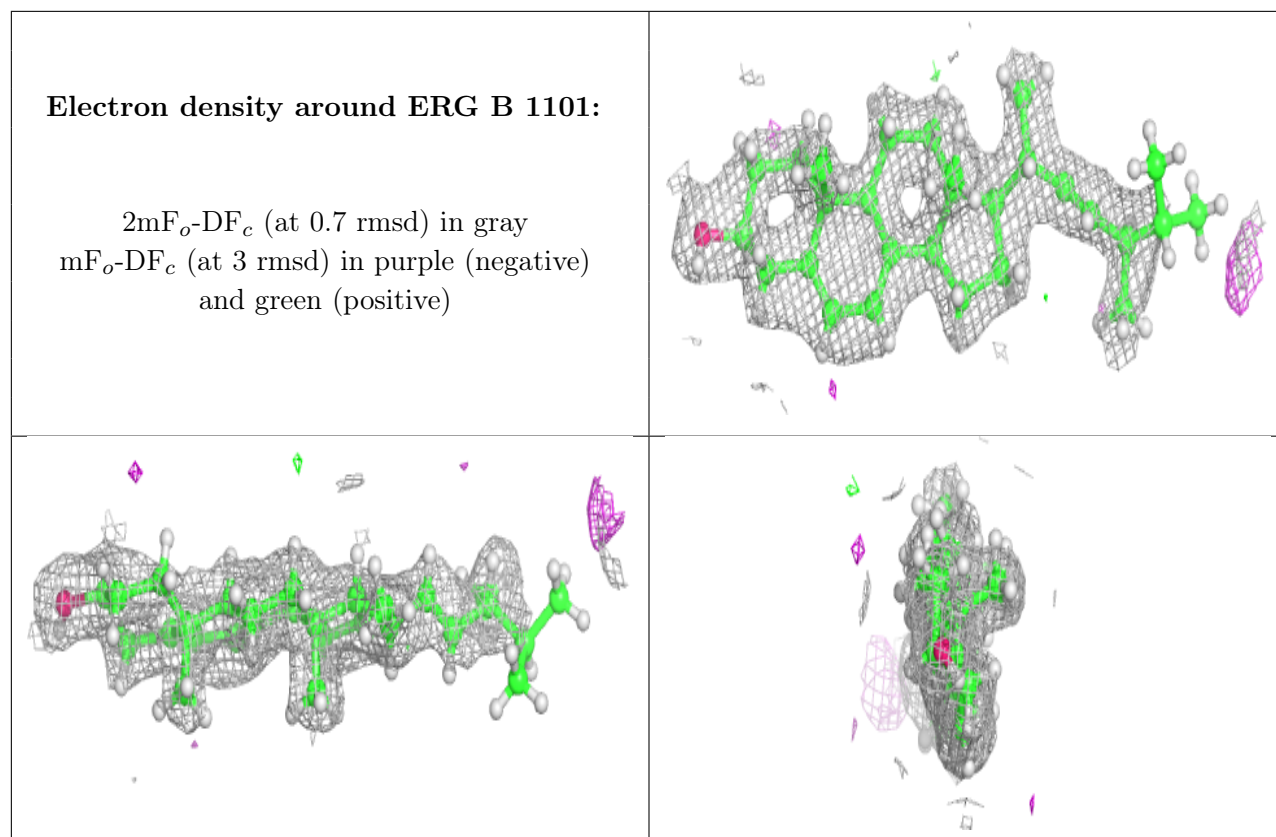 Electron density around ERG B 1101:
2mFo-DFc (at 0.7 rmsd) in gray
mFo-DFc (at 3 rmsd) in purple (negative)
and green (positive)